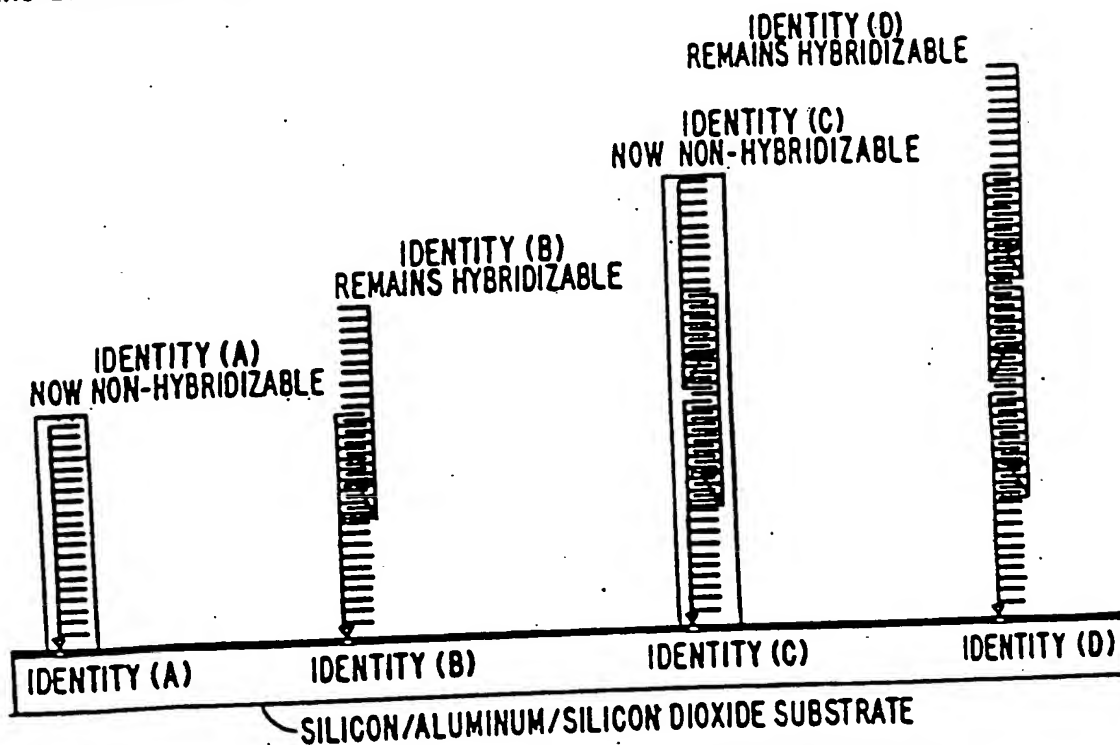 IDENTITY (D)
REMAINS HYBRIDIZABLE
IDENTITY (C)
NOW NON-HYBRIDIZABLE
IDENTITY (B)
REMAINS HYBRIDIZABLE
IDENTITY (A)
NOW NON-HYBRIDIZABLE
IDENTITY (A)
IDENTITY (B)
IDENTITY (C)
IDENTITY (D)
SILICON/ALUMINUM/SILICON DIOXIDE SUBSTRATE